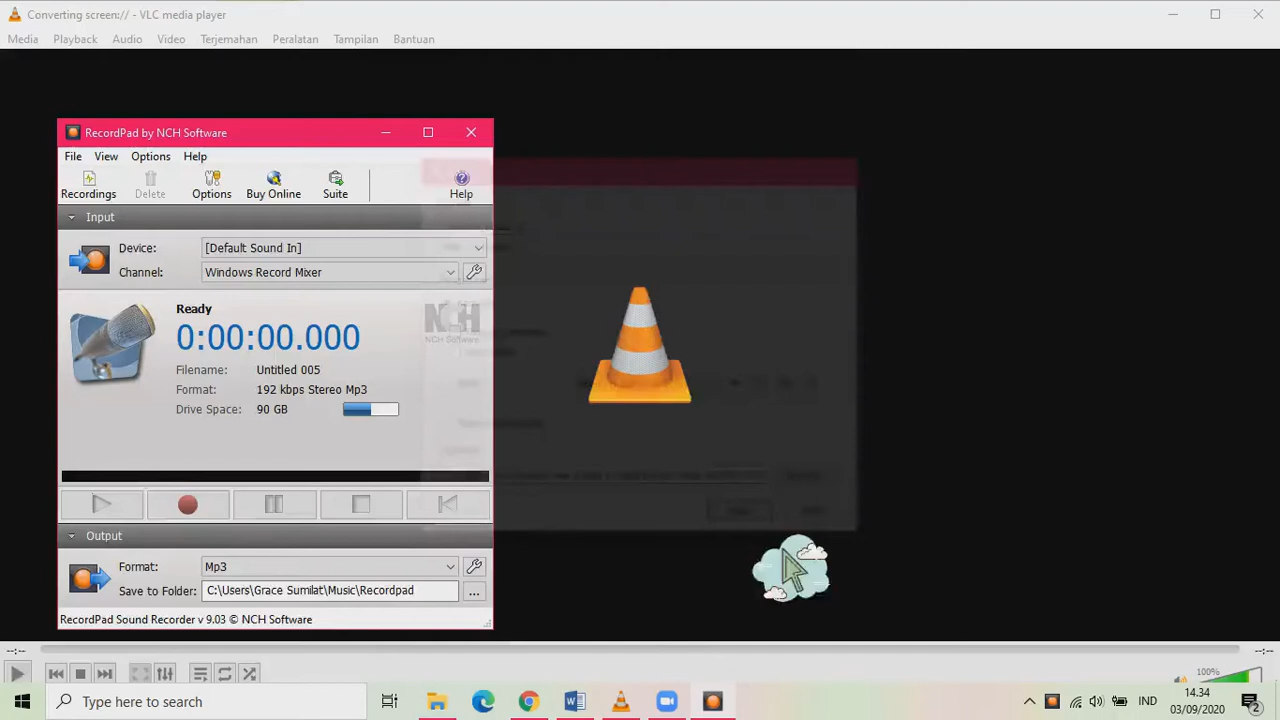 Converting screen:// - VLC media player
Media Playback Audio Video Terjemahan Peralatan Tampilan Bantuan
RecordPad by NCH Software
File View Options Help
Recordings Delete Options Buy Online Suite Help
Input
Device: [Default Sound In]
Channel: Windows Record Mixer
Ready
0:00:00.000
NCH
NCH Software
Filename: Untitled 005
Format: 192 kbps Stereo Mp3
Drive Space: 90 GB
Output
Format: Mp3
Save to Folder: C:\Users\Grace Sumilat\Music\Recordpad ...
RecordPad Sound Recorder v 9.03 © NCH Software
--:-- --:--
100%
Type here to search
IND
14.34
03/09/2020
2